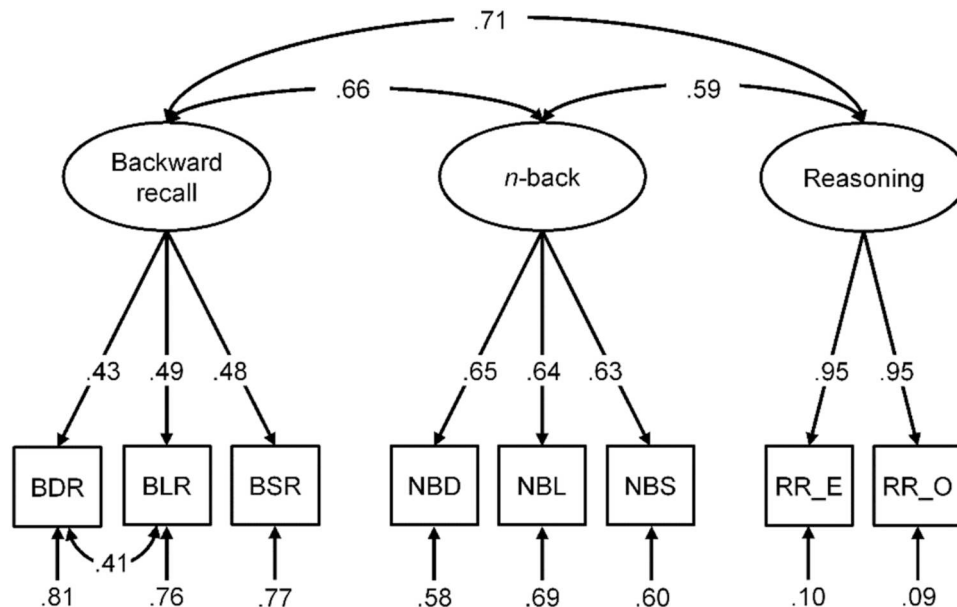 .71
.66
.59
Backward
recall
n-back
Reasoning
.43
.49
.48
.65
.64
.63
.95
.95
BDR
BLR
BSR
NBD
NBL
NBS
RR_E
RR_O
.41
.81
.76
.77
.58
.69
.60
.10
.09